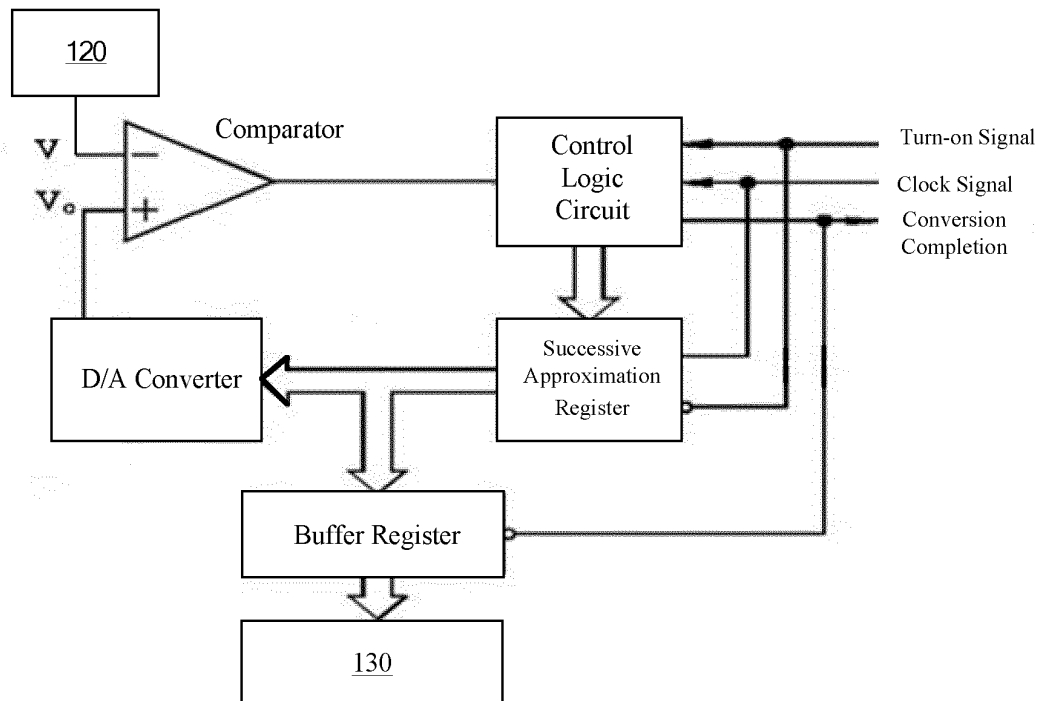 120
Comparator
V
−
Vo
+
Control
Logic
Circuit
Turn-on Signal
Clock Signal
Conversion
Completion
D/A Converter
Successive
Approximation
Register
Buffer Register
130